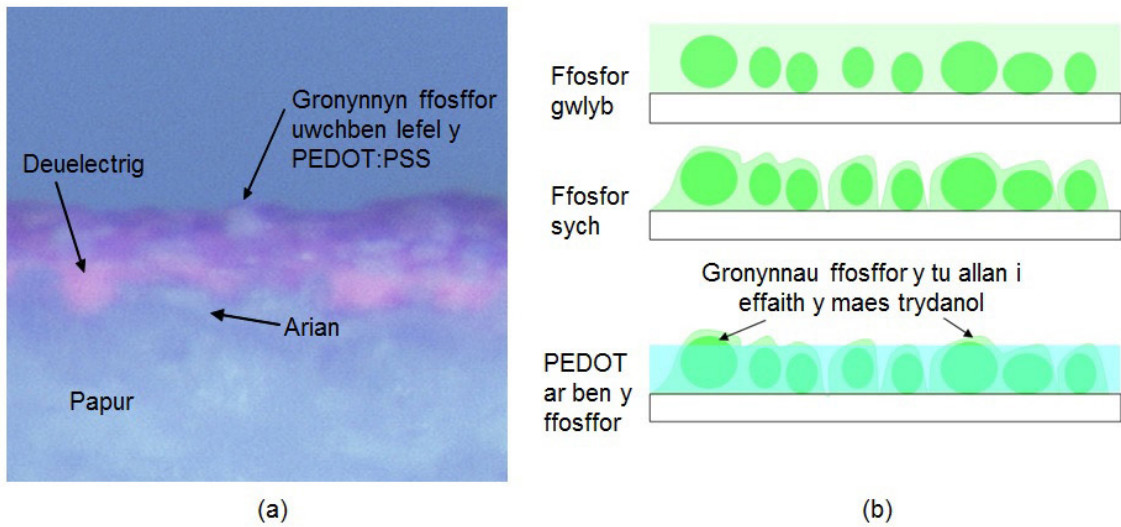 Gronynnyn ffosffor
uwchben lefel y
PEDOT:PSS
Deuelectrig
Arian
Papur
(a)
Ffosfor
gwlyb
Ffosfor
sych
Gronynnau ffosffor y tu allan i
effaith y maes trydanol
PEDOT
ar ben y
ffosffor
(b)